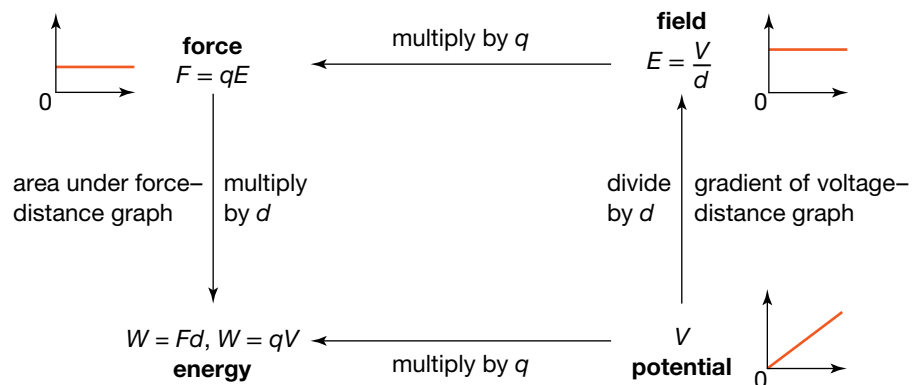 force
F = qE
0
multiply by q
field
E = V/d
0
area under force–
distance graph
multiply
by d
divide
by d
gradient of voltage–
distance graph
W = Fd, W = qV
energy
multiply by q
V
potential
0